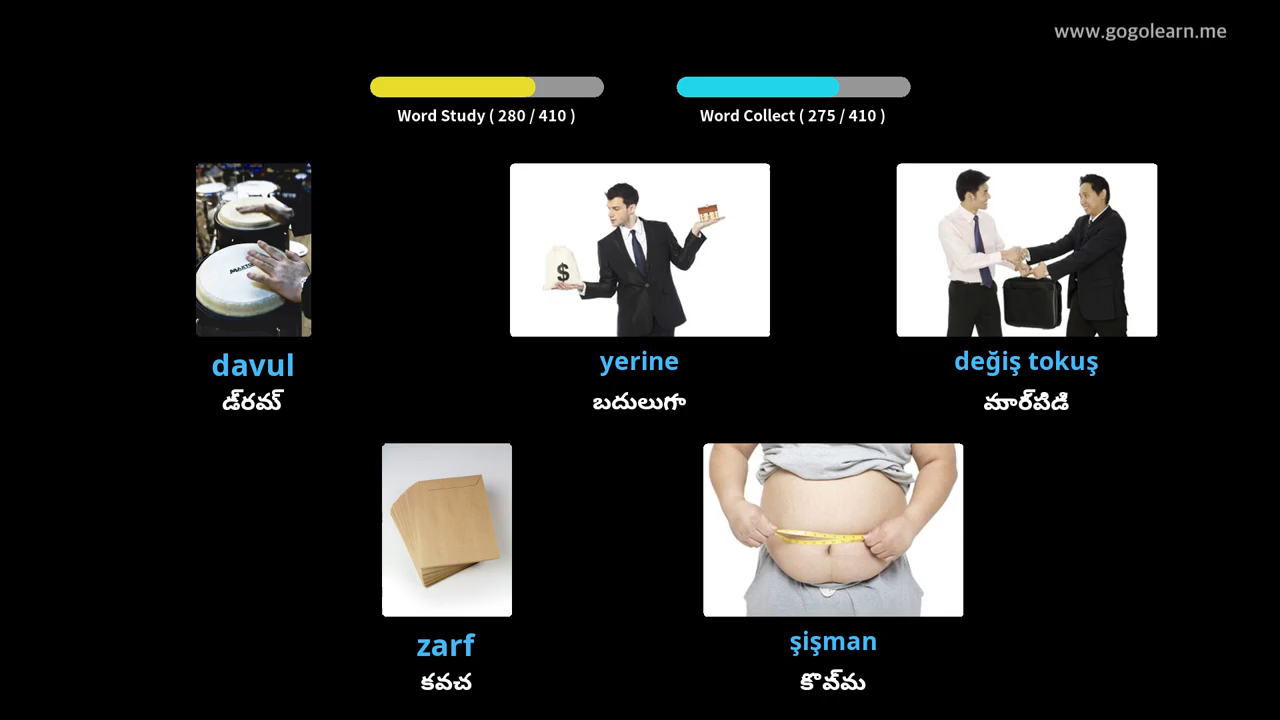 www.gogolearn.me
Word Study ( 280 / 410 )
Word Collect ( 275 / 410 )
davul
డ్రమ్
yerine
బదులుగా
değiş tokuş
మార్పిడి
zarf
కవచ
şişman
కొవ్మ